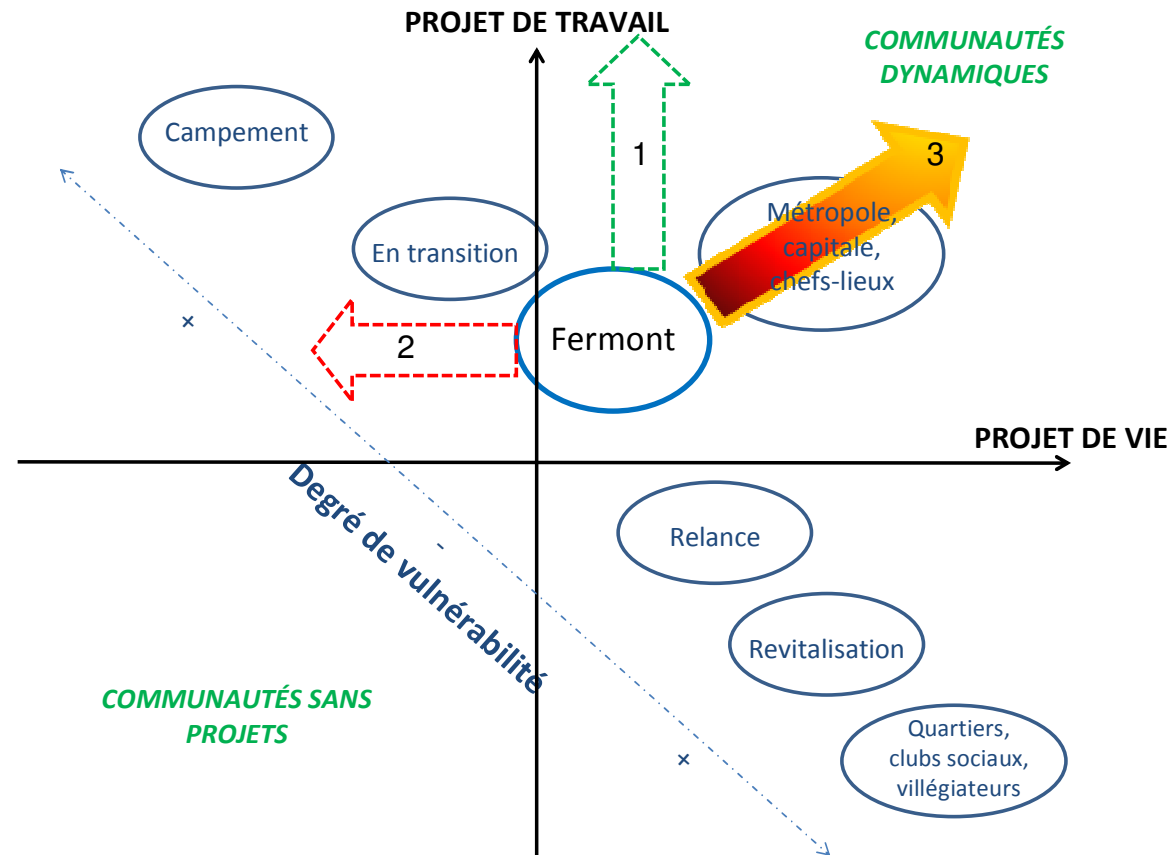 PROJET DE TRAVAIL
COMMUNAUTÉS
DYNAMIQUES
Campement
1
3
Métropole,
capitale,
chefs-lieux
En transition
+
2
Fermont
PROJET DE VIE
Degré de vulnérabilité
-
Relance
Revitalisation
COMMUNAUTÉS SANS
PROJETS
Quartiers,
clubs sociaux,
villégiateurs
+